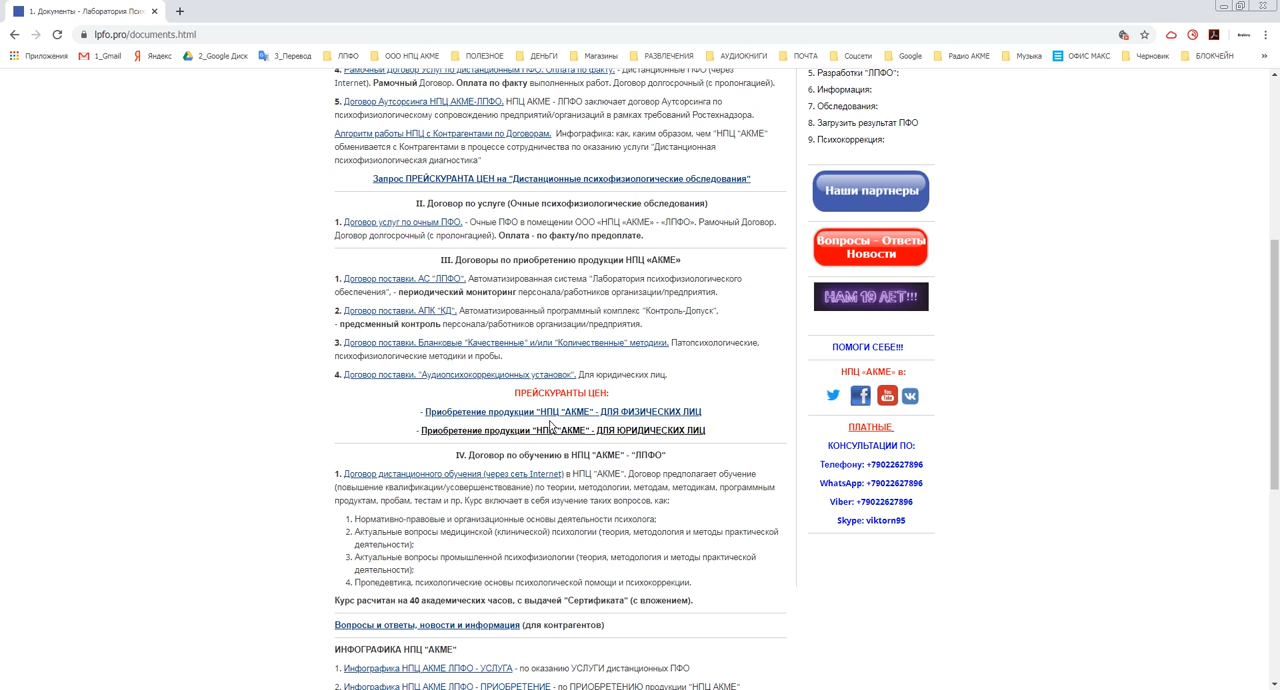 1. Документы - Лаборатория Псих
lpfo.pro/documents.html
Приложения 1_Gmail Яндекс 2_Google Диск 3_Перевод ЛПФО ООО НПЦ АКМЕ ПОЛЕЗНОЕ ДЕНЬГИ Магазины РАЗВЛЕЧЕНИЯ АУДИОКНИГИ ПОЧТА Соцсети Google Радио АКМЕ Музыка ОФИС МАКС Черновик БЛОКЧЕЙН »
4. Рамочный Договор Услуг по дистанционным ПФО. Оплата по факту. - Дистанционные ПФО (через
Internet). Рамочный Договор. Оплата по факту выполненных работ. Договор долгосрочный (с пролонгацией).
5. Договор Аутсорсинга НПЦ АКМЕ-ЛПФО. НПЦ АКМЕ - ЛПФО заключает договор Аутсорсинга по
психофизиологическому сопровождению предприятий/организаций в рамках требований Ростехнадзора.
Алгоритм работы НПЦ с Контрагентами по Договорам. Инфографика: как, каким образом, чем "НПЦ "АКМЕ"
обменивается с Контрагентами в процессе сотрудничества по оказанию услуги "Дистанционная
психофизиологическая диагностика"
Запрос ПРЕЙСКУРАНТА ЦЕН на "Дистанционные психофизиологические обследования"
II. Договор по услуге (Очные психофизиологические обследования)
1. Договор услуг по очным ПФО. - Очные ПФО в помещении ООО «НПЦ «АКМЕ» - «ЛПФО». Рамочный Договор.
Договор долгосрочный (с пролонгацией). Оплата - по факту/по предоплате.
III. Договоры по приобретению продукции НПЦ «АКМЕ»
1. Договор поставки. АС "ЛПФО". Автоматизированная система "Лаборатория психофизиологического
обеспечения", - периодический мониторинг персонала/работников организации/предприятия.
2. Договор поставки. АПК "КД". Автоматизированный программный комплекс "Контроль-Допуск",
- предсменный контроль персонала/работников организации/предприятия.
3. Договор поставки. Бланковые "Качественные" и/или "Количественные" методики. Патопсихологические,
психофизиологические методики и пробы.
4. Договор поставки. "Аудиопсихокоррекционных установок". Для юридических лиц.
ПРЕЙСКУРАНТЫ ЦЕН:
- Приобретение продукции "НПЦ "АКМЕ" - ДЛЯ ФИЗИЧЕСКИХ ЛИЦ
- Приобретение продукции "НПЦ "АКМЕ" - ДЛЯ ЮРИДИЧЕСКИХ ЛИЦ
IV. Договор по обучению в НПЦ "АКМЕ" - "ЛПФО"
1. Договор дистанционного обучения (через сеть Internet) в НПЦ "АКМЕ". Договор предполагает обучение
(повышение квалификации/усовершенствование) по теории, методологии, методам, методикам, программным
продуктам, пробам, тестам и пр. Курс включает в себя изучение таких вопросов, как:
1. Нормативно-правовые и организационные основы деятельности психолога;
2. Актуальные вопросы медицинской (клинической) психологии (теория, методология и методы практической
деятельности);
3. Актуальные вопросы промышленной психофизиологии (теория, методология и методы практической
деятельности);
4. Пропедевтика, психологические основы психологической помощи и психокоррекции.
Курс расчитан на 40 академических часов, с выдачей "Сертификата" (с вложением).
Вопросы и ответы, новости и информация (для контрагентов)
ИНФОГРАФИКА НПЦ "АКМЕ"
1. Инфографика НПЦ АКМЕ ЛПФО - УСЛУГА - по оказанию УСЛУГИ дистанционных ПФО
2. Инфографика НПЦ АКМЕ ЛПФО - ПРИОБРЕТЕНИЕ - по ПРИОБРЕТЕНИЮ продукции "НПЦ АКМЕ"
5. Разработки "ЛПФО";
6. Информация:
7. Обследования:
8. Загрузить результат ПФО
9. Психокоррекция:
Наши партнеры
Вопросы - Ответы
Новости
НАМ 19 ЛЕТ!!!
ПОМОГИ СЕБЕ!!!
НПЦ «АКМЕ» в:
You
Tube
ПЛАТНЫЕ
КОНСУЛЬТАЦИИ ПО:
Телефону: +79022627896
WhatsApp: +79022627896
Viber: +79022627896
Skype: viktorn95